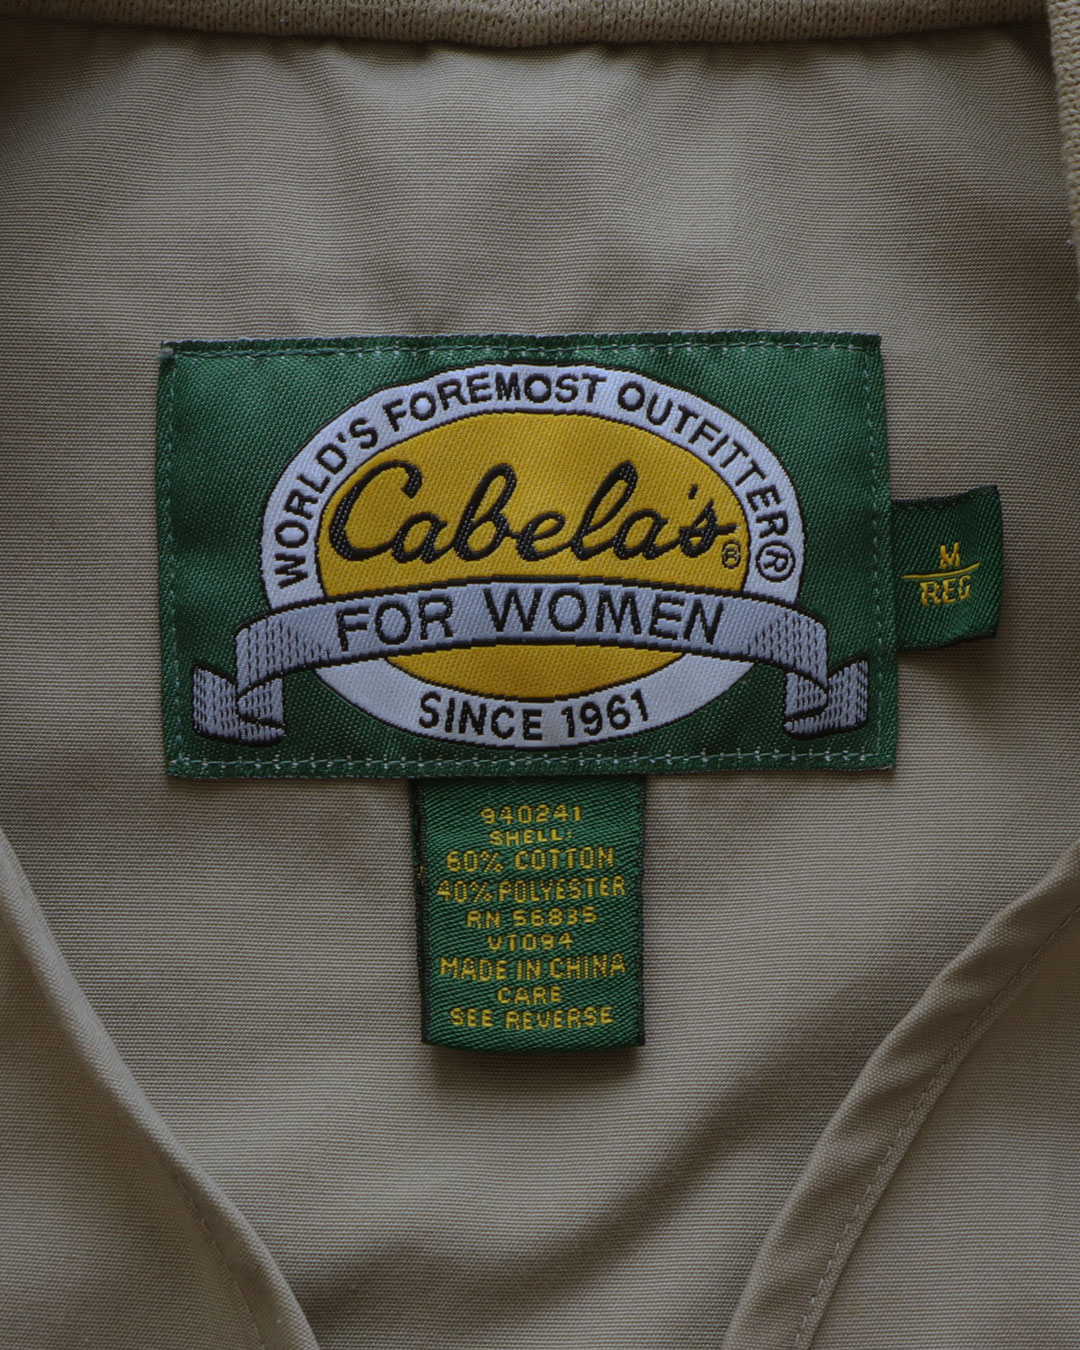 WORLD'S FOREMOST OUTFITTER®
Cabela's®
FOR WOMEN
SINCE 1961
M
REG
940241
SHELL:
60% COTTON
40% POLYESTER
RN 56835
VT094
MADE IN CHINA
CARE
SEE REVERSE